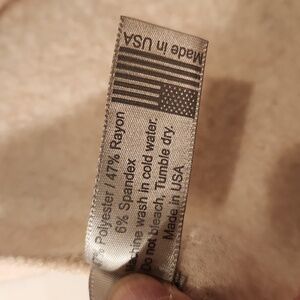 Made in USA
% Polyester / 47% Rayon
6% Spandex
chine wash in cold water.
Do not bleach, Tumble dry.
Made in USA